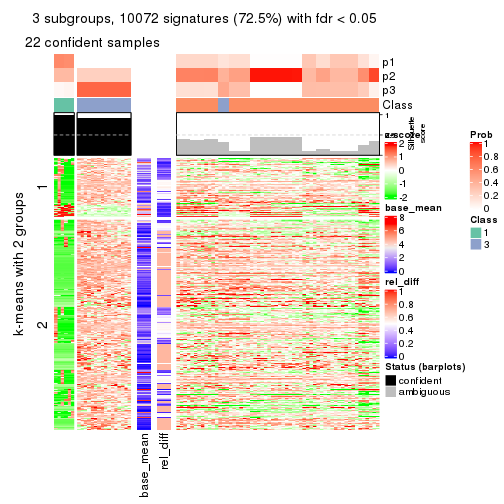 3 subgroups, 10072 signatures (72.5%) with fdr < 0.05
22 confident samples
p1
p2
p3
Class
1
0
Silhouette
score
z-score
2
1
0
-1
-2
base_mean
8
6
4
2
0
rel_diff
1
0.8
0.6
0.4
0.2
0
Status (barplots)
confident
ambiguous
Prob
1
0.8
0.6
0.4
0.2
0
Class
1
3
k-means with 2 groups
1
2
base_mean
rel_diff